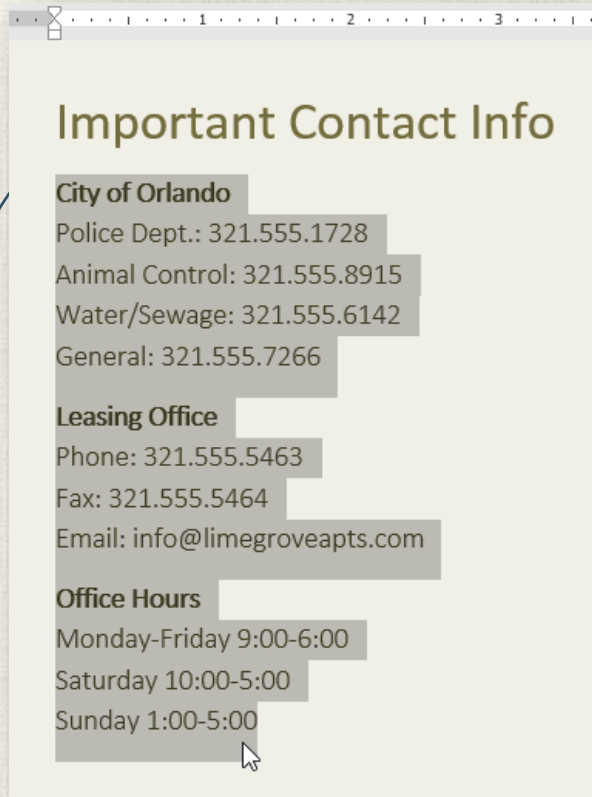 1 2 3
Important Contact Info
City of Orlando
Police Dept.: 321.555.1728
Animal Control: 321.555.8915
Water/Sewage: 321.555.6142
General: 321.555.7266
Leasing Office
Phone: 321.555.5463
Fax: 321.555.5464
Email: info@limegroveapts.com
Office Hours
Monday-Friday 9:00-6:00
Saturday 10:00-5:00
Sunday 1:00-5:00